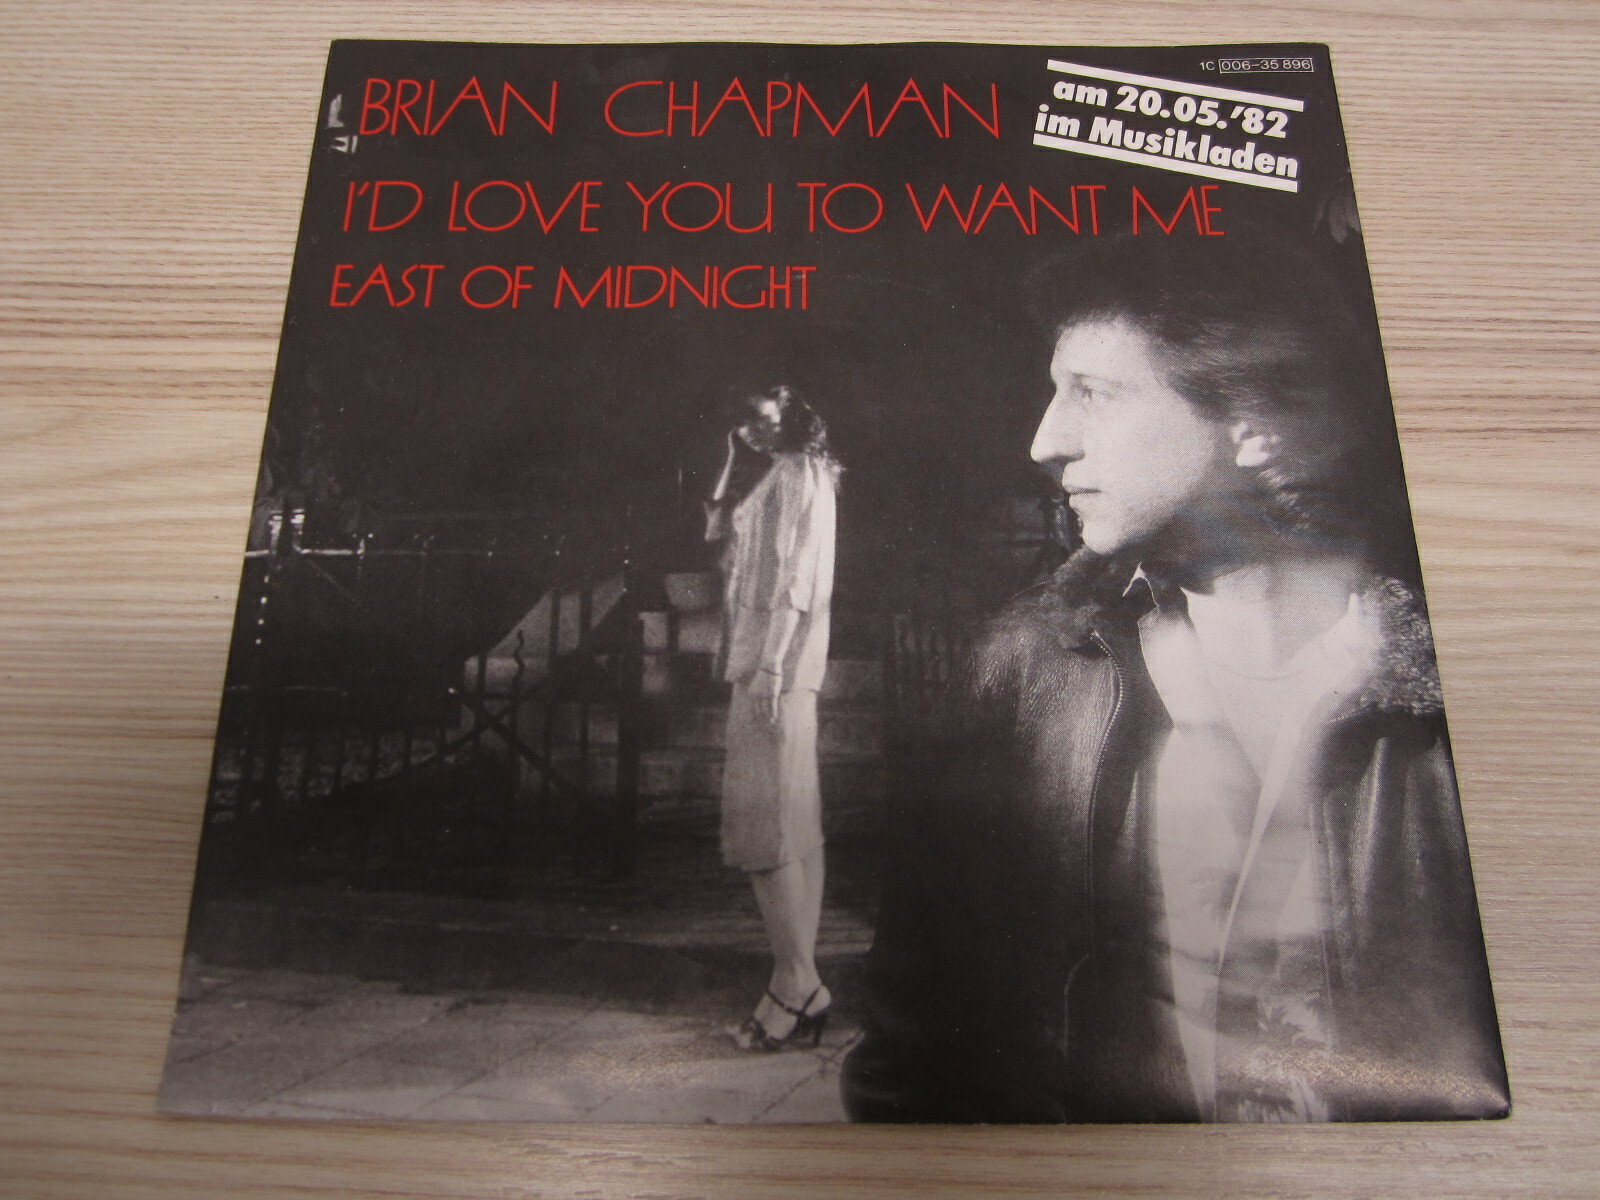 1C 006-35 896
BRIAN CHAPMAN
am 20.05.'82
im Musikladen
I'D LOVE YOU TO WANT ME
EAST OF MIDNIGHT